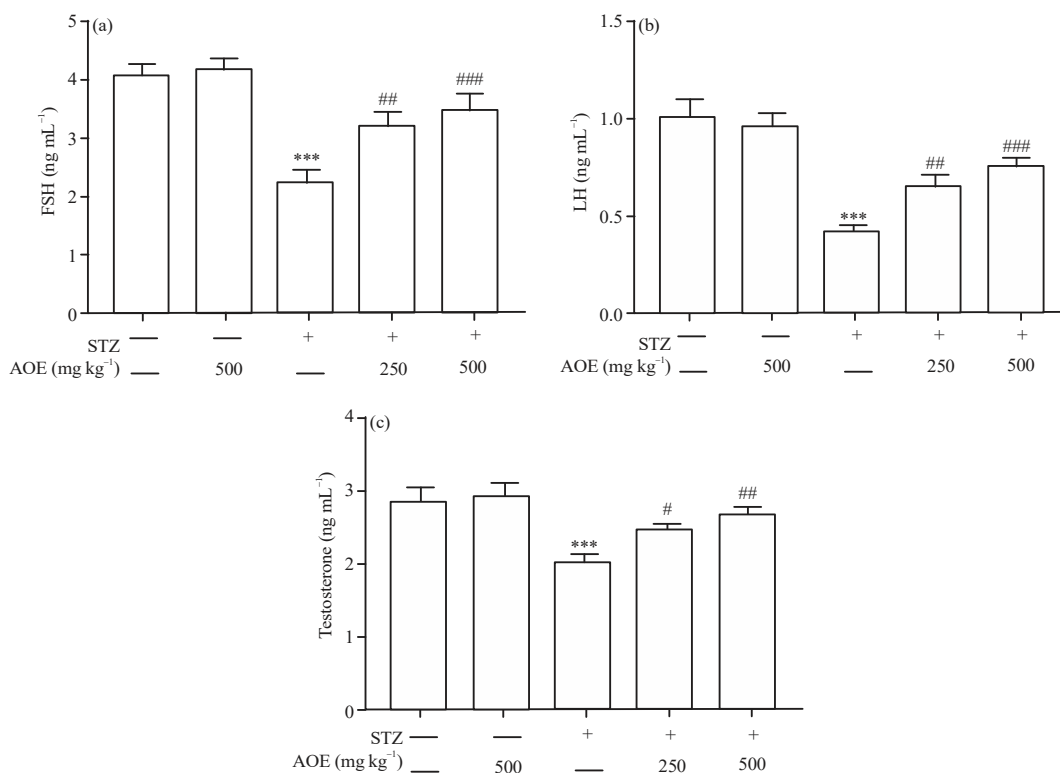 (a)
5
4
3
2
1
0
FSH (ng mL⁻¹)
***
##
###
STZ — — + + +
AOE (mg kg⁻¹) — 500 — 250 500
(b)
1.5
1.0
0.5
0.0
LH (ng mL⁻¹)
***
##
###
STZ — — + + +
AOE (mg kg⁻¹) — 500 — 250 500
(c)
4
3
2
1
0
Testosterone (ng mL⁻¹)
***
#
##
STZ — — + + +
AOE (mg kg⁻¹) — 500 — 250 500